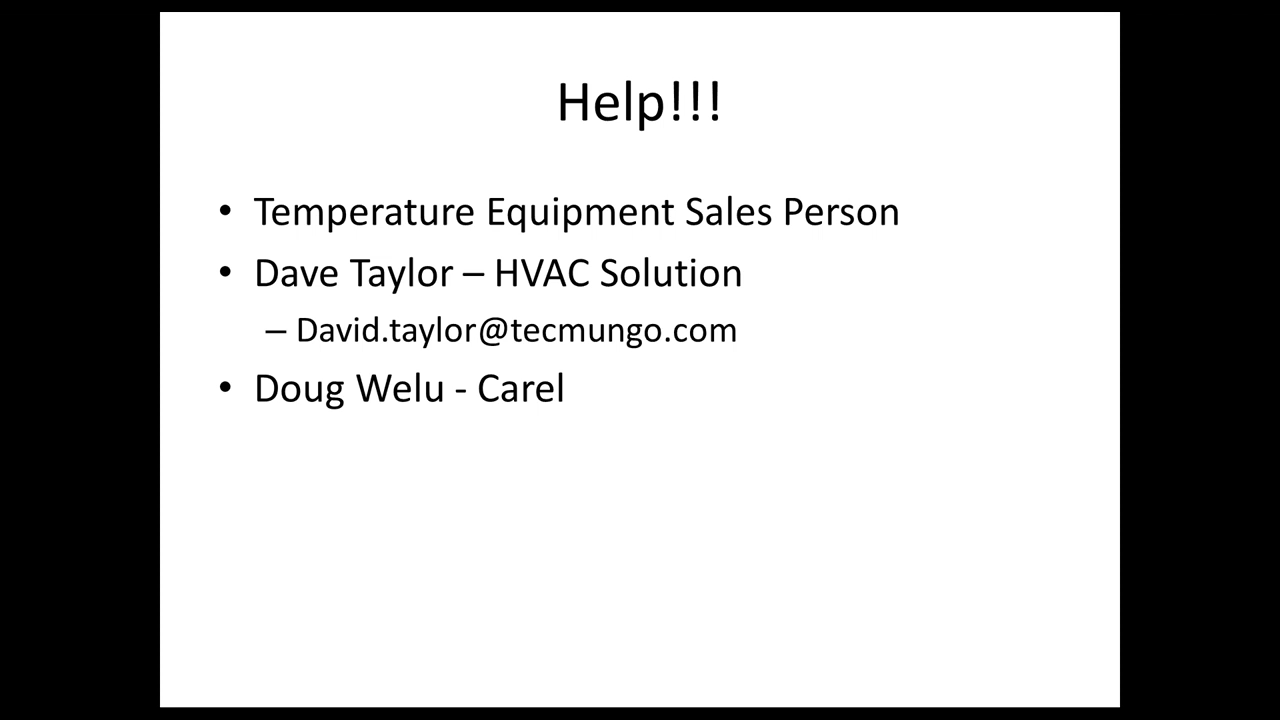 Help!!!
• Temperature Equipment Sales Person
• Dave Taylor – HVAC Solution
– David.taylor@tecmungo.com
• Doug Welu - Carel